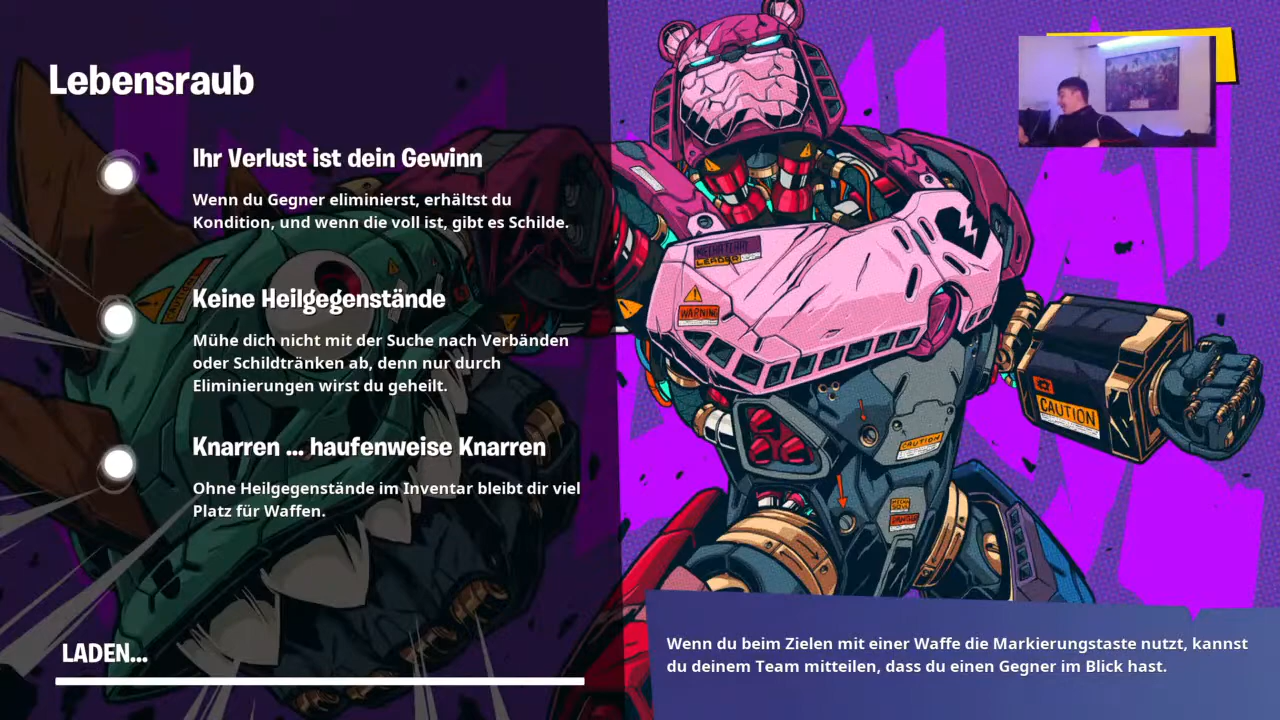 Lebensraub
Ihr Verlust ist dein Gewinn
Wenn du Gegner eliminierst, erhältst du
Kondition, und wenn die voll ist, gibt es Schilde.
Keine Heilgegenstände
Mühe dich nicht mit der Suche nach Verbänden
oder Schildtränken ab, denn nur durch
Eliminierungen wirst du geheilt.
Knarren ... haufenweise Knarren
Ohne Heilgegenstände im Inventar bleibt dir viel
Platz für Waffen.
LADEN...
LEADER
WARNING
CAUTION
CAUTION
Wenn du beim Zielen mit einer Waffe die Markierungstaste nutzt, kannst
du deinem Team mitteilen, dass du einen Gegner im Blick hast.